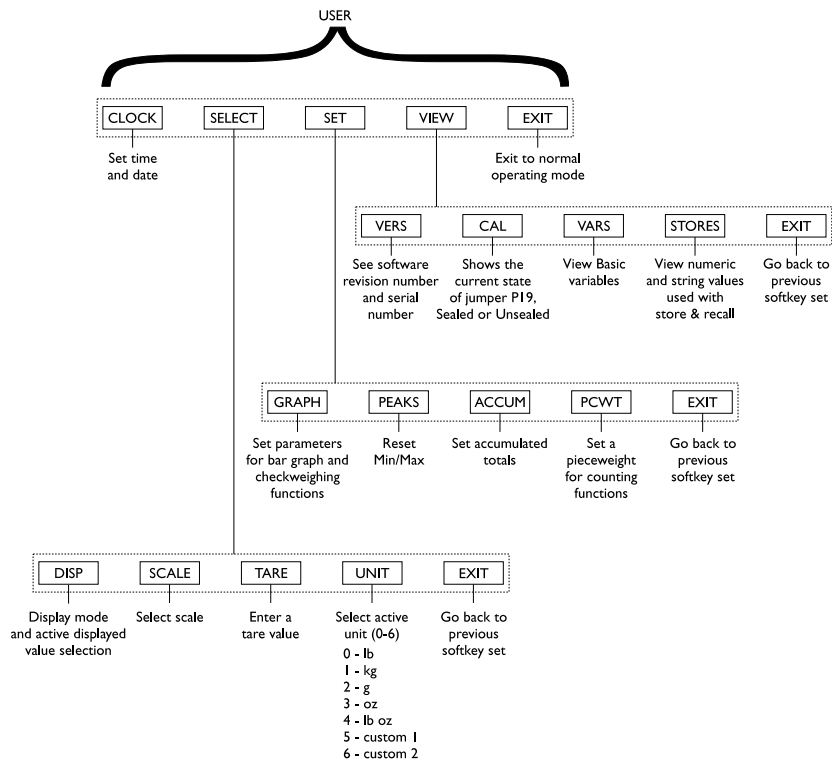 USER
CLOCK SELECT SET VIEW EXIT
Set time
and date
Exit to normal
operating mode
VERS CAL VARS STORES EXIT
See software
revision number
and serial
number
Shows the
current state
of jumper P19,
Sealed or Unsealed
View Basic
variables
View numeric
and string values
used with
store & recall
Go back to
previous
softkey set
GRAPH PEAKS ACCUM PCWT EXIT
Set parameters
for bar graph and
checkweighing
functions
Reset
Min/Max
Set accumulated
totals
Set a
pieceweight
for counting
functions
Go back to
previous
softkey set
DISP SCALE TARE UNIT EXIT
Display mode
and active displayed
value selection
Select scale
Enter a
tare value
Select active
unit (0-6)
0 - lb
1 - kg
2 - g
3 - oz
4 - lb oz
5 - custom 1
6 - custom 2
Go back to
previous
softkey set